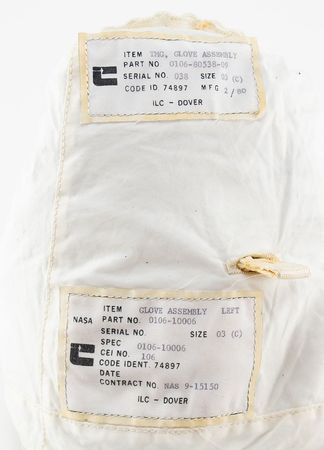 ITEM TMG, GLOVE ASSEMBLY
PART NO 0106-80538-09
SERIAL NO. 038 SIZE 03 (C)
CODE ID 74897 MFG 2/80
ILC - DOVER
ITEM GLOVE ASSEMBLY LEFT
NASA PART NO. 0106-10006
SERIAL NO. SIZE 03 (C)
SPEC 0106-10006
CEI NO. 106
CODE IDENT. 74897
DATE
CONTRACT NO. NAS 9-15150
ILC - DOVER